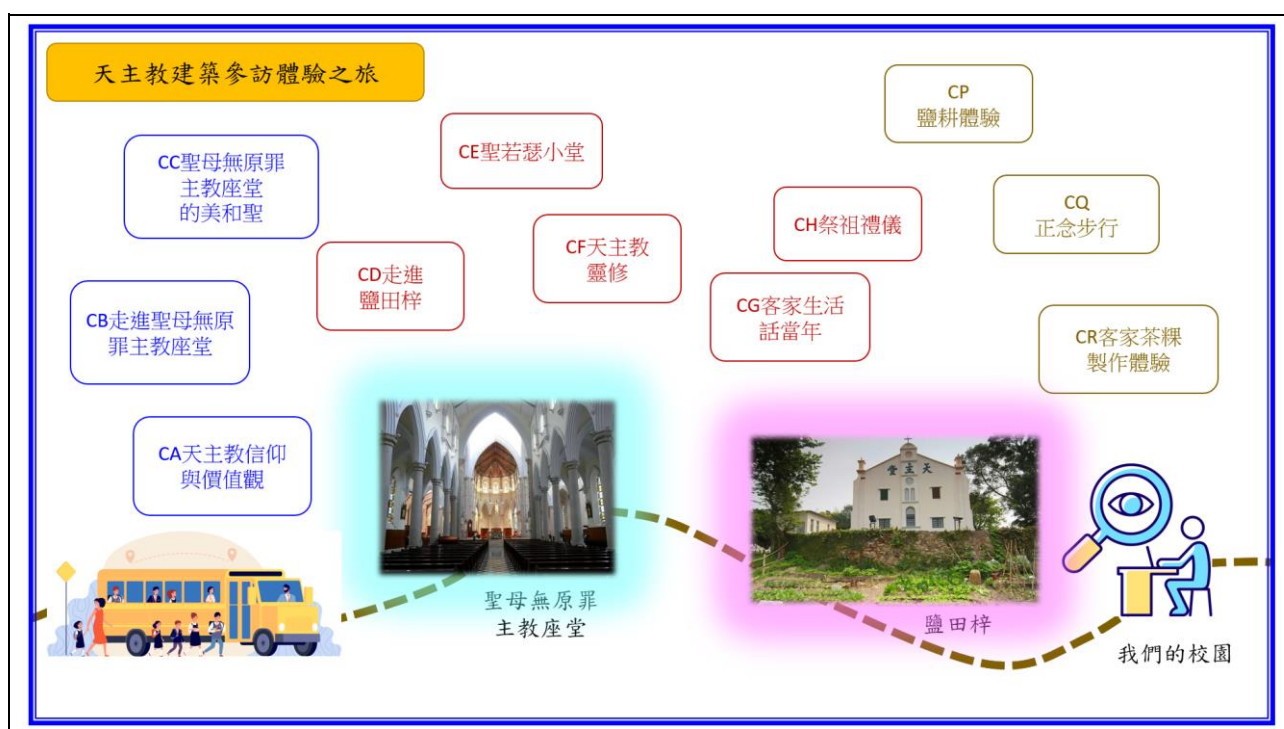 天主教建築參訪體驗之旅
CP
鹽耕體驗
CE聖若瑟小堂
CC聖母無原罪
主教座堂
的美和聖
CQ
正念步行
CH祭祖禮儀
CF天主教
靈修
CD走進
鹽田梓
CG客家生活
話當年
CB走進聖母無原
罪主教座堂
CR客家茶粿
製作體驗
CA天主教信仰
與價值觀
天主堂
聖母無原罪
主教座堂
鹽田梓
我們的校園